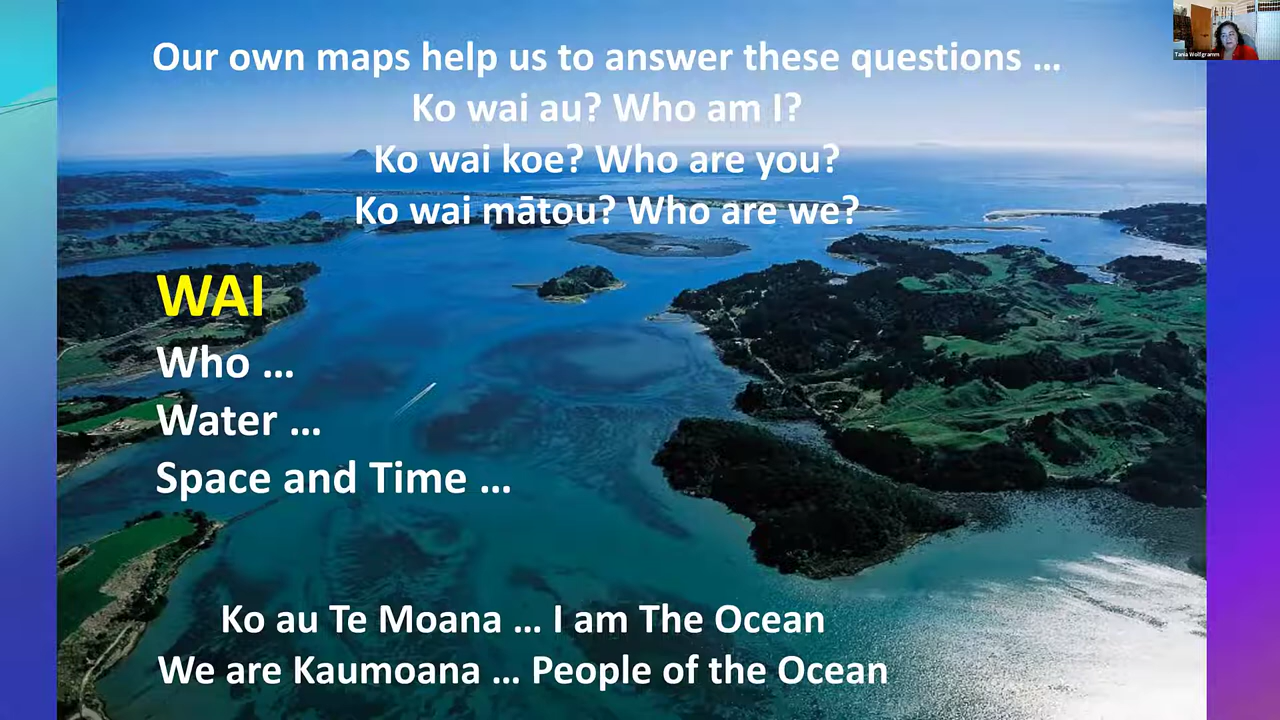 Our own maps help us to answer these questions …
Ko wai au? Who am I?
Ko wai koe? Who are you?
Ko wai mātou? Who are we?
WAI
Who …
Water …
Space and Time …
Ko au Te Moana … I am The Ocean
We are Kaumoana … People of the Ocean
Tania Wolfgramm